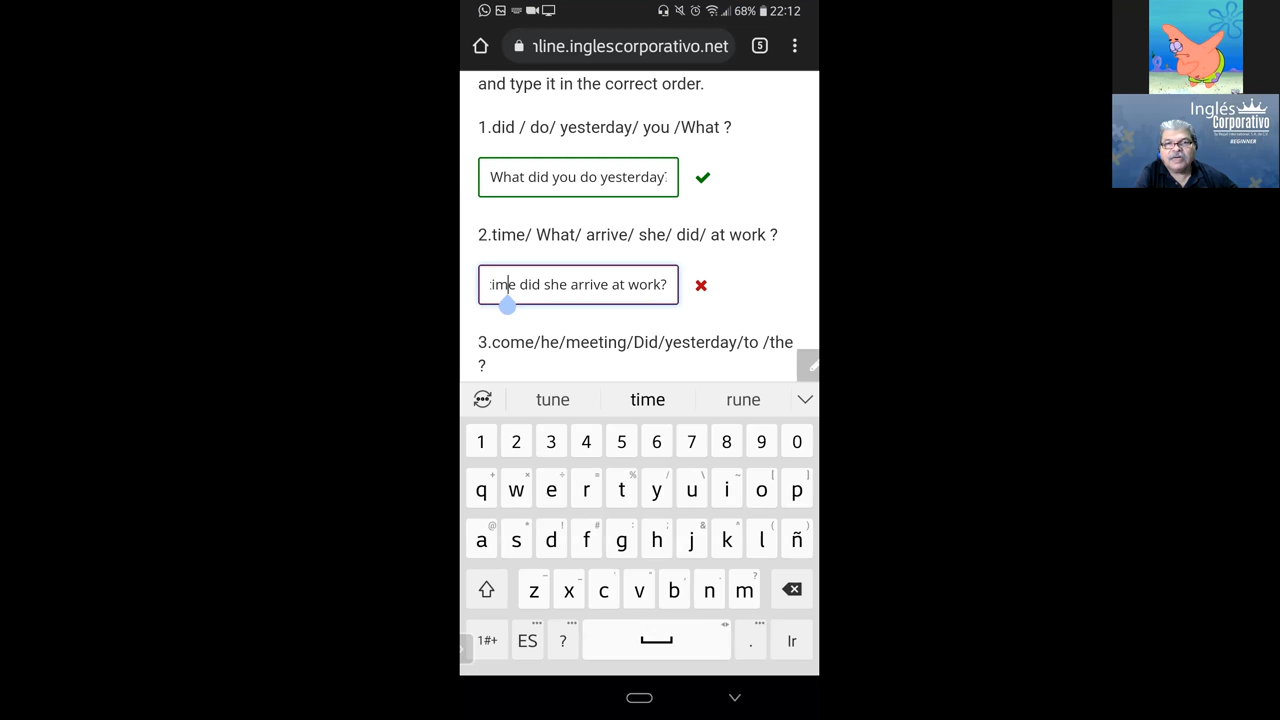 68% 22:12
nline.inglescorporativo.net 5
and type it in the correct order.
1.did / do/ yesterday/ you /What ?
What did you do yesterday?
2.time/ What/ arrive/ she/ did/ at work ?
time did she arrive at work?
3.come/he/meeting/Did/yesterday/to /the
?
tune time rune
1 2 3 4 5 6 7 8 9 0
q w e r t y u i o p
a s d f g h j k l ñ
z x c v b n m
1#+ ES ? . Ir
Inglés
Corporativo
BEGINNER